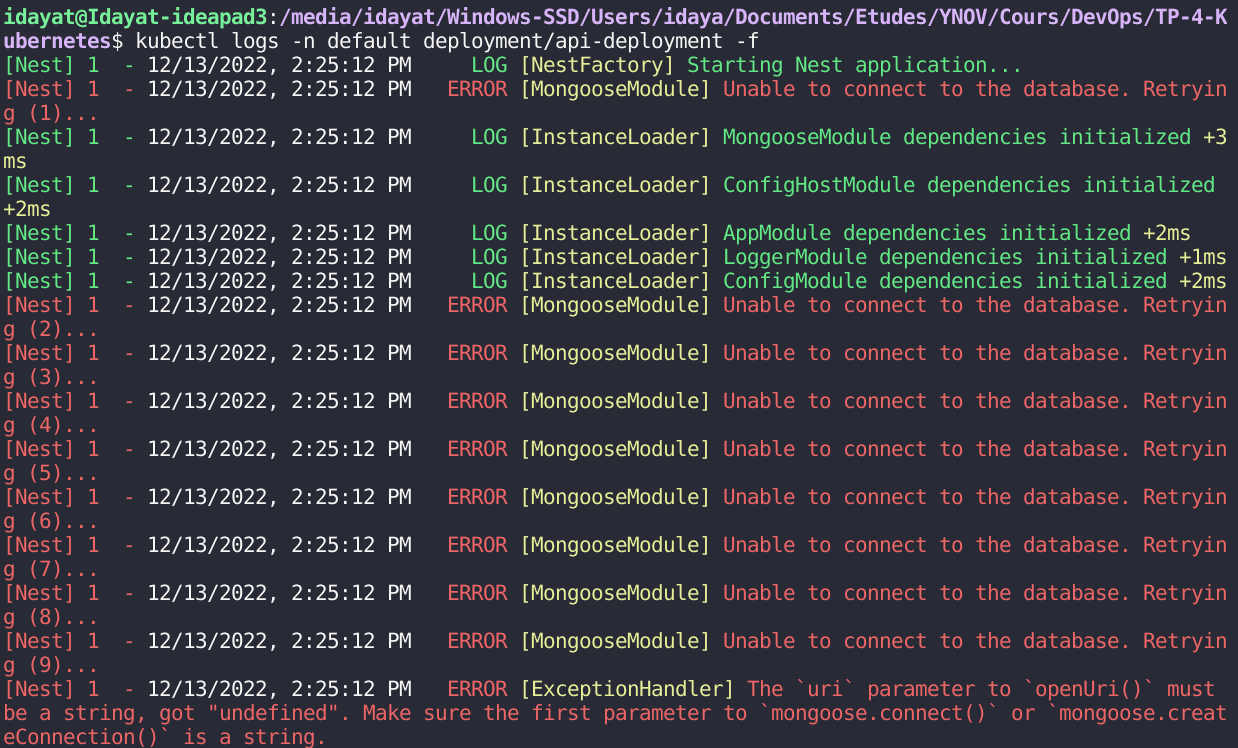 idayat@Idayat-ideapad3:/media/idayat/Windows-SSD/Users/idaya/Documents/Etudes/YNOV/Cours/DevOps/TP-4-K
ubernetes$ kubectl logs -n default deployment/api-deployment -f
[Nest] 1  - 12/13/2022, 2:25:12 PM     LOG [NestFactory] Starting Nest application...
[Nest] 1  - 12/13/2022, 2:25:12 PM   ERROR [MongooseModule] Unable to connect to the database. Retryin
g (1)...
[Nest] 1  - 12/13/2022, 2:25:12 PM     LOG [InstanceLoader] MongooseModule dependencies initialized +3
ms
[Nest] 1  - 12/13/2022, 2:25:12 PM     LOG [InstanceLoader] ConfigHostModule dependencies initialized
+2ms
[Nest] 1  - 12/13/2022, 2:25:12 PM     LOG [InstanceLoader] AppModule dependencies initialized +2ms
[Nest] 1  - 12/13/2022, 2:25:12 PM     LOG [InstanceLoader] LoggerModule dependencies initialized +1ms
[Nest] 1  - 12/13/2022, 2:25:12 PM     LOG [InstanceLoader] ConfigModule dependencies initialized +2ms
[Nest] 1  - 12/13/2022, 2:25:12 PM   ERROR [MongooseModule] Unable to connect to the database. Retryin
g (2)...
[Nest] 1  - 12/13/2022, 2:25:12 PM   ERROR [MongooseModule] Unable to connect to the database. Retryin
g (3)...
[Nest] 1  - 12/13/2022, 2:25:12 PM   ERROR [MongooseModule] Unable to connect to the database. Retryin
g (4)...
[Nest] 1  - 12/13/2022, 2:25:12 PM   ERROR [MongooseModule] Unable to connect to the database. Retryin
g (5)...
[Nest] 1  - 12/13/2022, 2:25:12 PM   ERROR [MongooseModule] Unable to connect to the database. Retryin
g (6)...
[Nest] 1  - 12/13/2022, 2:25:12 PM   ERROR [MongooseModule] Unable to connect to the database. Retryin
g (7)...
[Nest] 1  - 12/13/2022, 2:25:12 PM   ERROR [MongooseModule] Unable to connect to the database. Retryin
g (8)...
[Nest] 1  - 12/13/2022, 2:25:12 PM   ERROR [MongooseModule] Unable to connect to the database. Retryin
g (9)...
[Nest] 1  - 12/13/2022, 2:25:12 PM   ERROR [ExceptionHandler] The `uri` parameter to `openUri()` must
be a string, got "undefined". Make sure the first parameter to `mongoose.connect()` or `mongoose.creat
eConnection()` is a string.